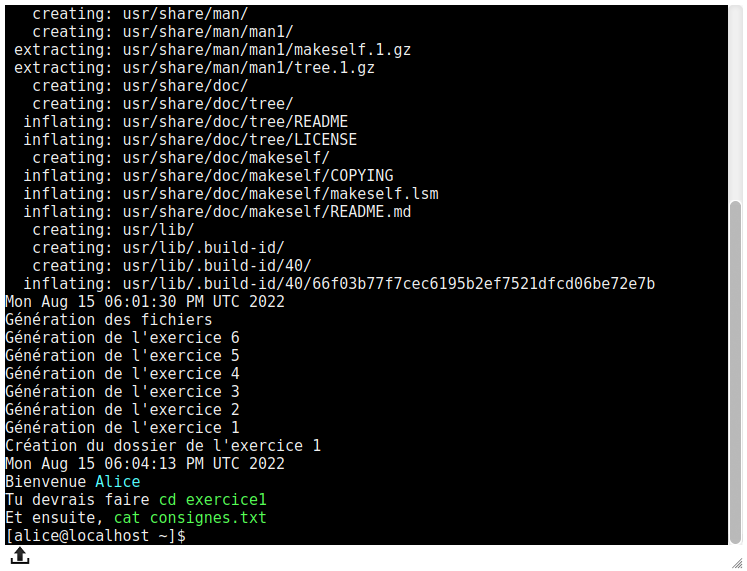 creating: usr/share/man/
creating: usr/share/man/man1/
extracting: usr/share/man/man1/makeself.1.gz
extracting: usr/share/man/man1/tree.1.gz
creating: usr/share/doc/
creating: usr/share/doc/tree/
inflating: usr/share/doc/tree/README
inflating: usr/share/doc/tree/LICENSE
creating: usr/share/doc/makeself/
inflating: usr/share/doc/makeself/COPYING
inflating: usr/share/doc/makeself/makeself.lsm
inflating: usr/share/doc/makeself/README.md
creating: usr/lib/
creating: usr/lib/.build-id/
creating: usr/lib/.build-id/40/
inflating: usr/lib/.build-id/40/66f03b77f7cec6195b2ef7521dfcd06be72e7b
Mon Aug 15 06:01:30 PM UTC 2022
Génération des fichiers
Génération de l'exercice 6
Génération de l'exercice 5
Génération de l'exercice 4
Génération de l'exercice 3
Génération de l'exercice 2
Génération de l'exercice 1
Création du dossier de l'exercice 1
Mon Aug 15 06:04:13 PM UTC 2022
Bienvenue Alice
Tu devrais faire cd exercice1
Et ensuite, cat consignes.txt
[alice@localhost ~]$